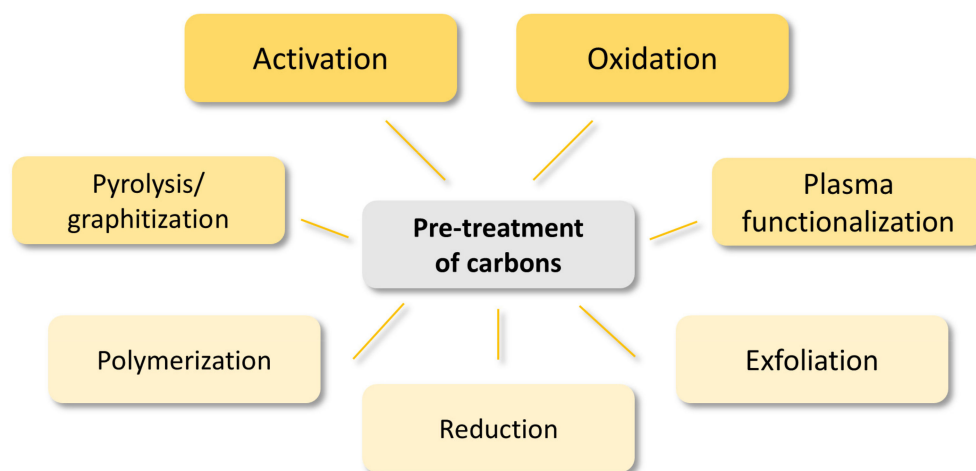 Activation
Oxidation
Pyrolysis/
graphitization
Plasma
functionalization
Pre-treatment
of carbons
Polymerization
Exfoliation
Reduction